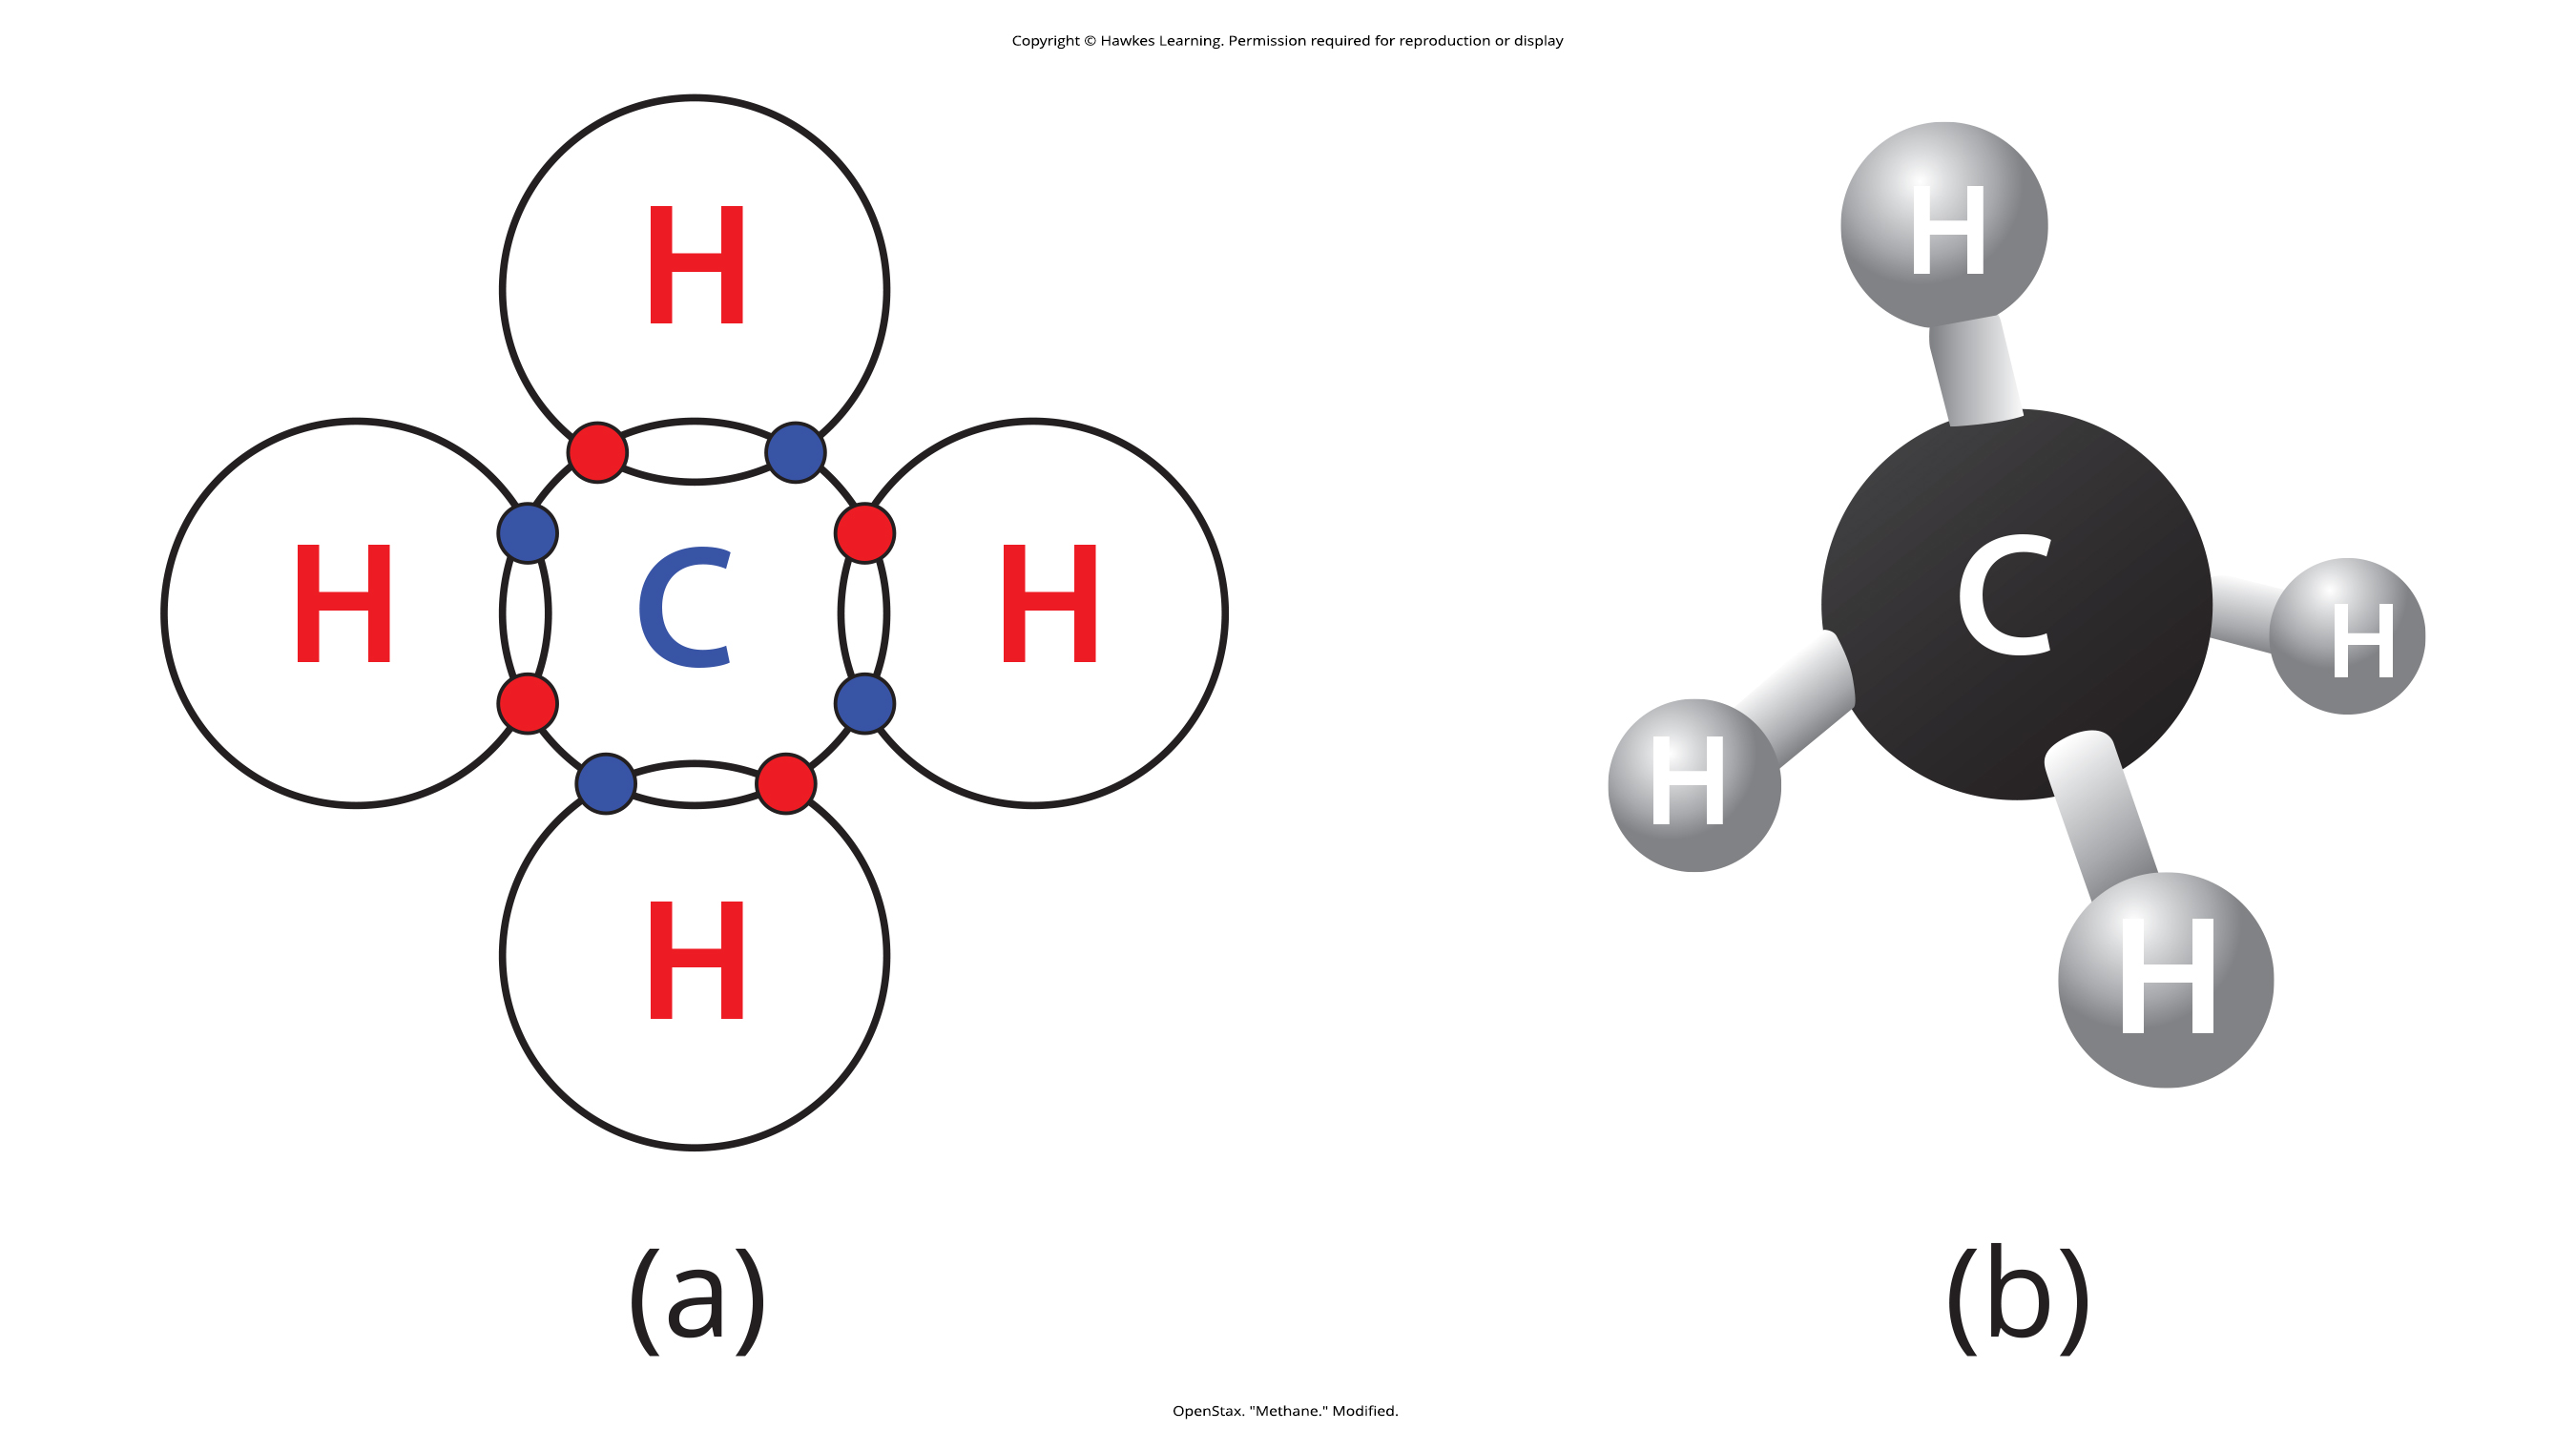 Copyright © Hawkes Learning. Permission required for reproduction or display
H
H
C
H
H
(a)
H
C
H
H
H
(b)
OpenStax. "Methane." Modified.